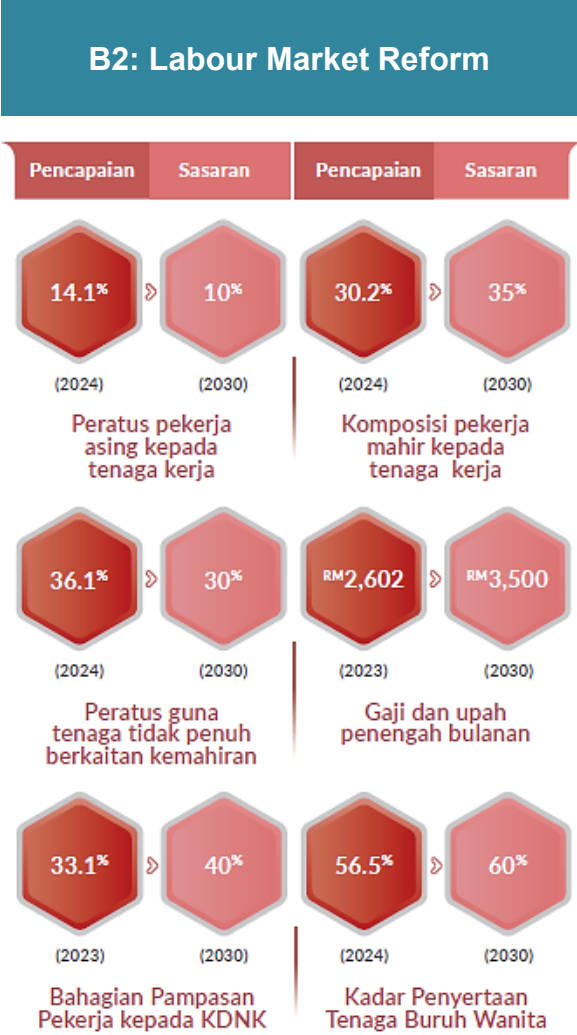 B2: Labour Market Reform
Pencapaian Sasaran Pencapaian Sasaran
14.1% 10% 30.2% 35%
(2024) (2030) (2024) (2030)
Peratus pekerja
asing kepada
tenaga kerja
Komposisi pekerja
mahir kepada
tenaga kerja
36.1% 30% RM2,602 RM3,500
(2024) (2030) (2023) (2030)
Peratus guna
tenaga tidak penuh
berkaitan kemahiran
Gaji dan upah
penengah bulanan
33.1% 40% 56.5% 60%
(2023) (2030) (2024) (2030)
Bahagian Pampasan
Pekerja kepada KDNK
Kadar Penyertaan
Tenaga Buruh Wanita